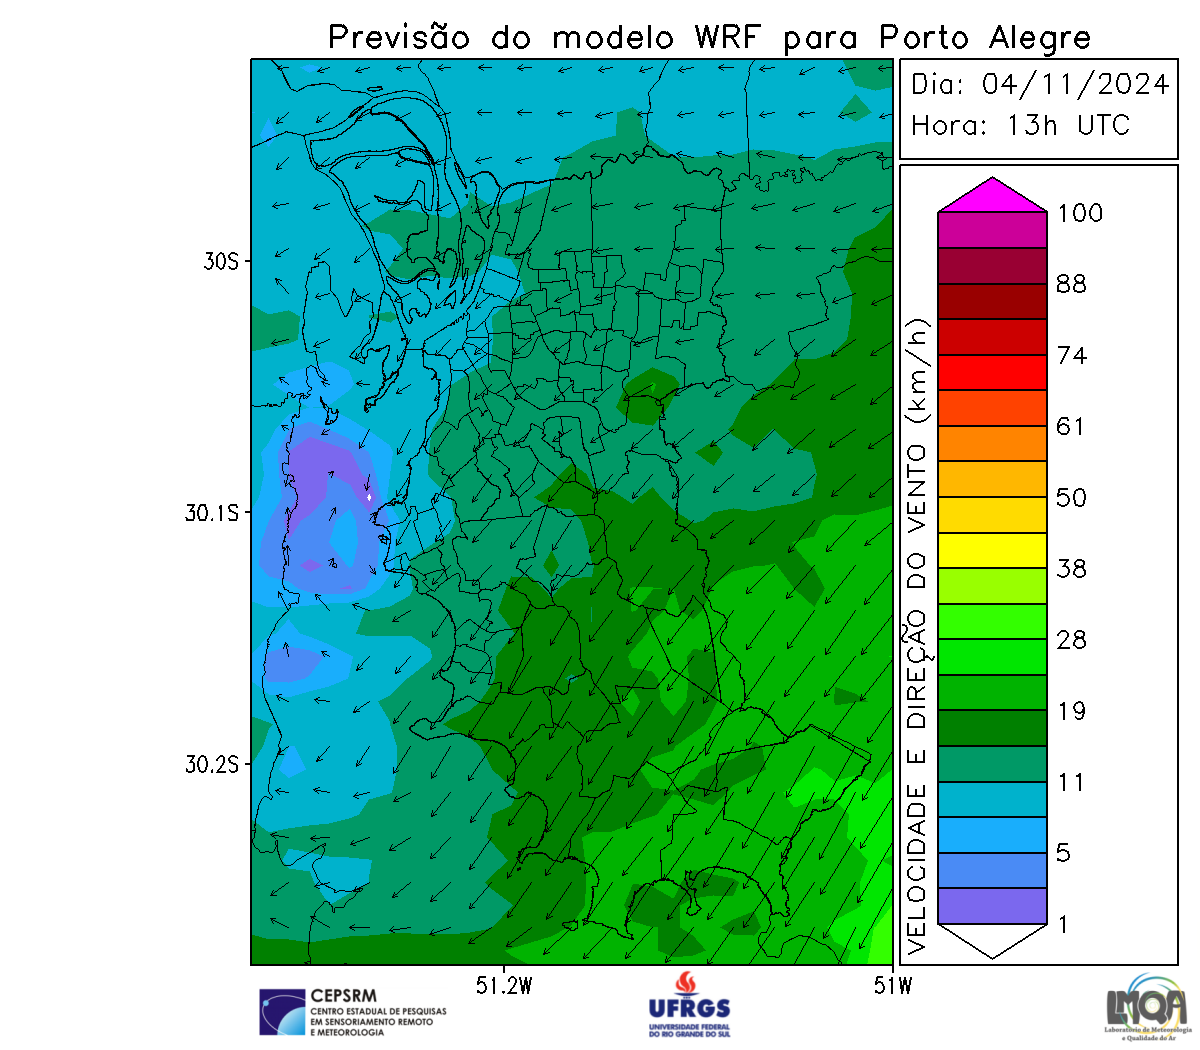 Previsão do modelo WRF para Porto Alegre
Dia: 04/11/2024
Hora: 13h UTC
30S
30.1S
30.2S
51.2W
51W
VELOCIDADE E DIREÇÃO DO VENTO (km/h)
100
88
74
61
50
38
28
19
11
5
1
CEPSRM
CENTRO ESTADUAL DE PESQUISAS
EM SENSORIAMENTO REMOTO
E METEOROLOGIA
UFRGS
UNIVERSIDADE FEDERAL
DO RIO GRANDE DO SUL
LMQA
Laboratório de Meteorologia
e Qualidade do Ar